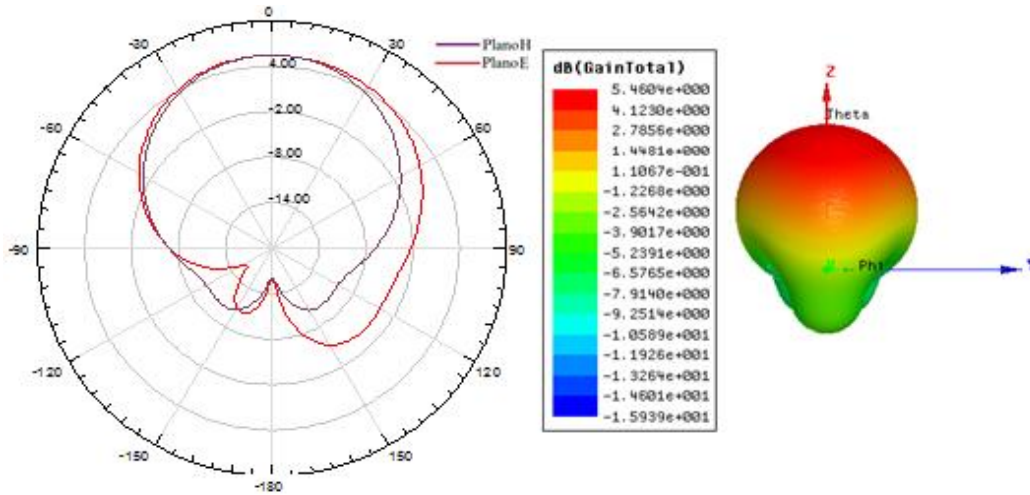 0
-30
30
PlanoH
PlanoE
4.00
-2.00
-8.00
-14.00
-60
60
-90
90
-120
120
-150
150
-180
dB(GainTotal)
5.4604e+000
4.1230e+000
2.7856e+000
1.4481e+000
1.1067e-001
-1.2268e+000
-2.5642e+000
-3.9017e+000
-5.2391e+000
-6.5765e+000
-7.9140e+000
-9.2514e+000
-1.0589e+001
-1.1926e+001
-1.3264e+001
-1.4601e+001
-1.5939e+001
Z
Theta
Phi